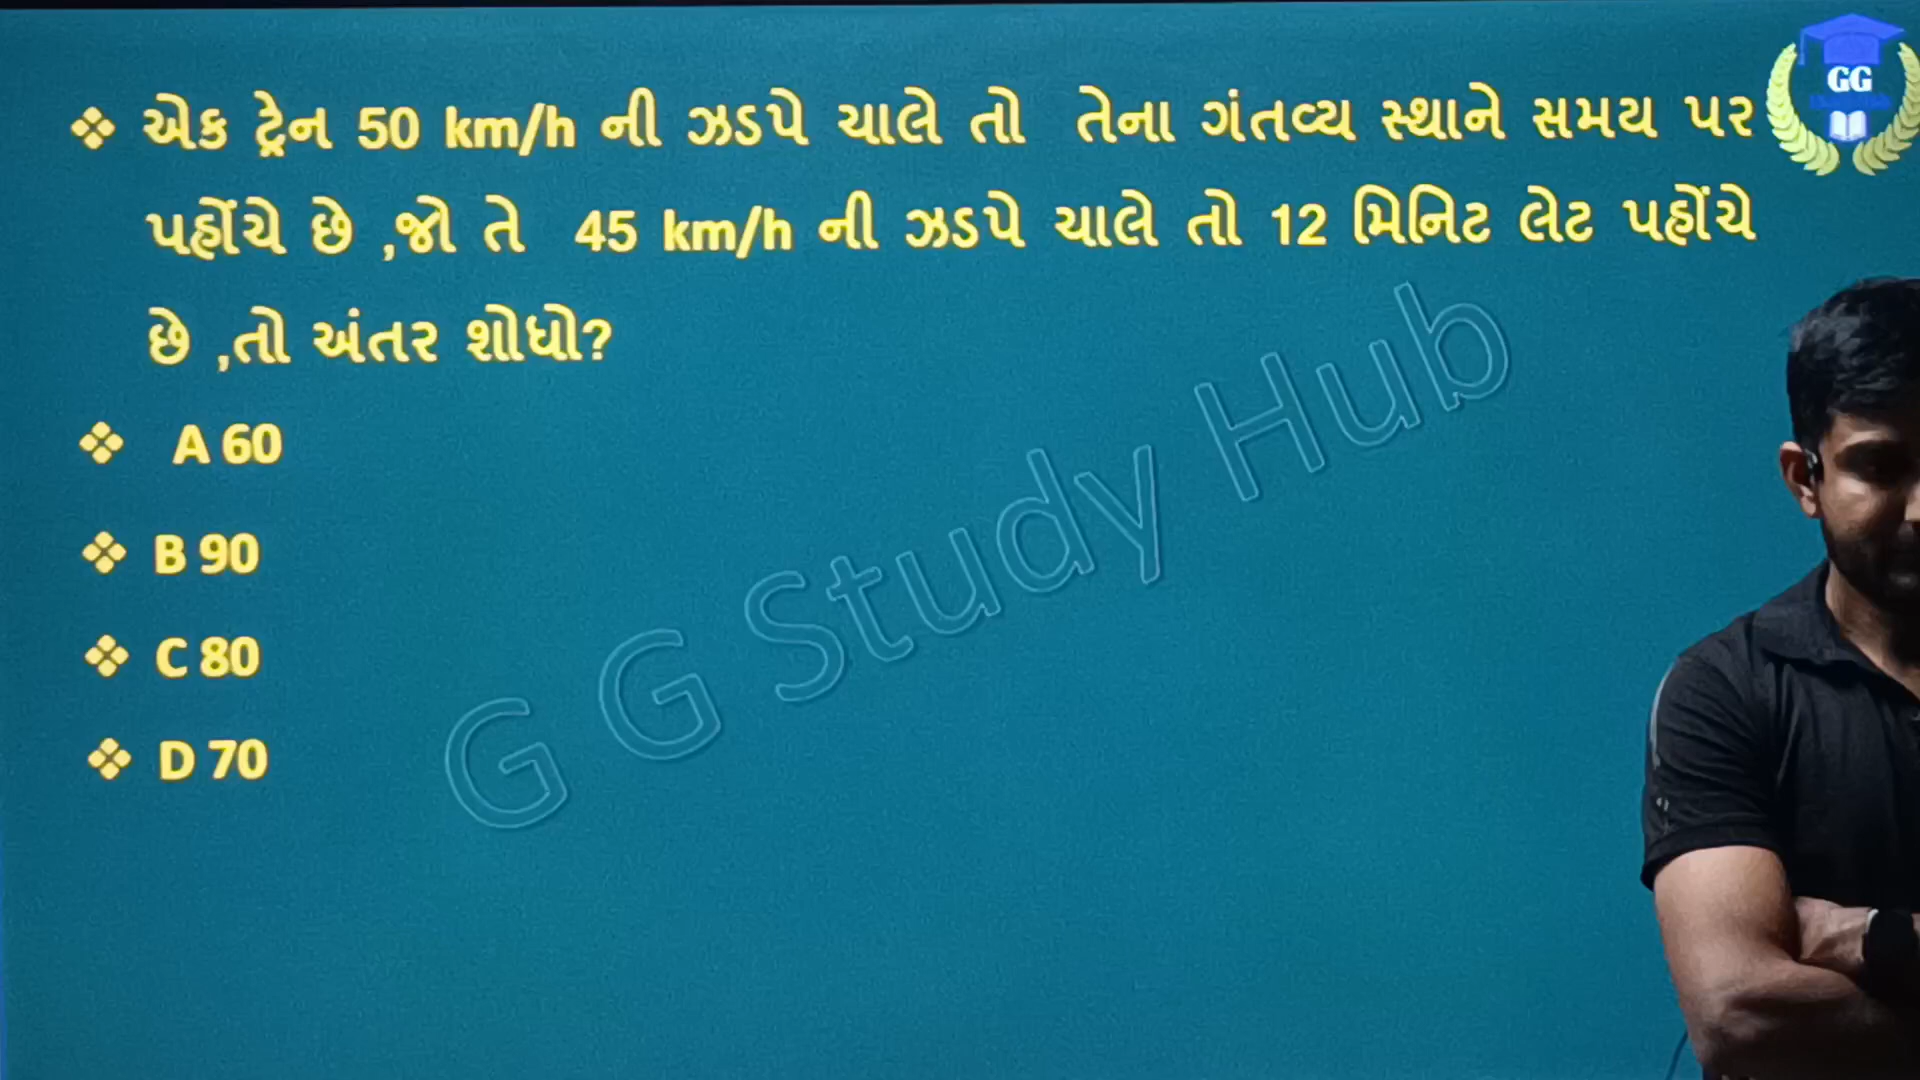 ❖ એક ટ્રેન 50 km/h ની ઝડપે ચાલે તો તેના ગંતવ્ય સ્થાને સમય પર
પહોંચે છે ,જો તે 45 km/h ની ઝડપે ચાલે તો 12 મિનિટ લેટ પહોંચે
છે ,તો અંતર શોધો?
❖ A 60
❖ B 90
❖ C 80
❖ D 70
G G Study Hub
GG